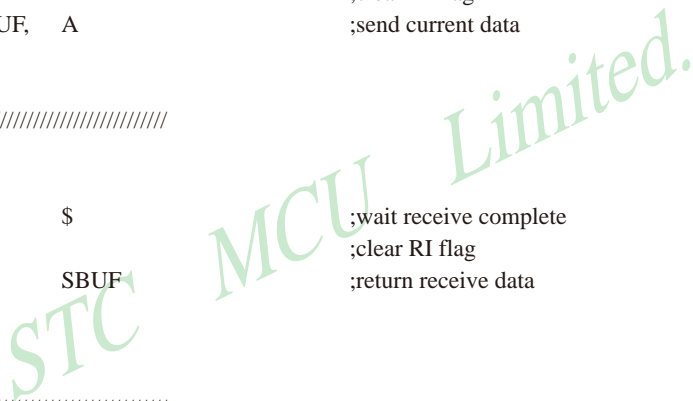 UF, A ;send current data
////////////////////////
$ ;wait receive complete
;clear RI flag
SBUF ;return receive data
STC MCU Limited.